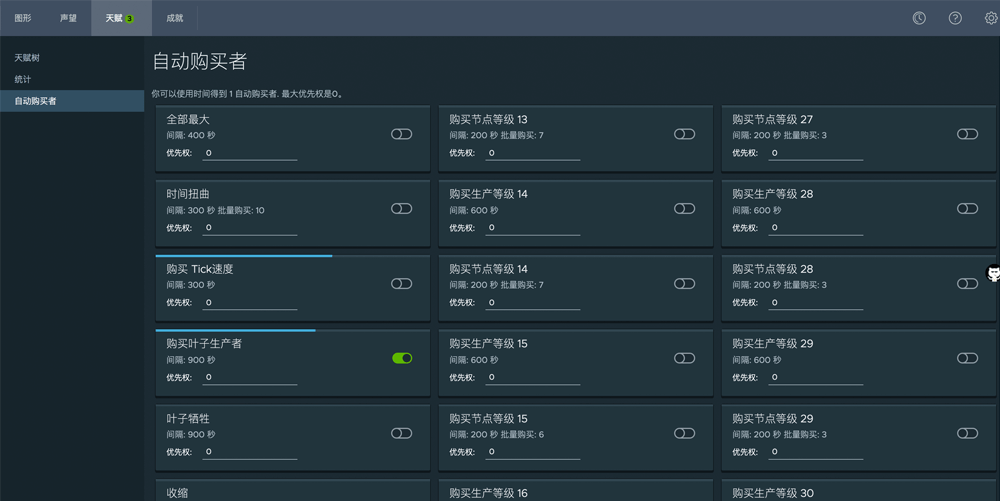 图形 声望 天赋 3 成就
天赋树
统计
自动购买者
自动购买者
你可以使用时间得到 1 自动购买者. 最大优先权是0。
全部最大
间隔: 400 秒
优先权: 0
购买节点等级 13
间隔: 200 秒 批量购买: 7
优先权: 0
购买节点等级 27
间隔: 200 秒 批量购买: 3
优先权: 0
时间扭曲
间隔: 300 秒 批量购买: 10
优先权: 0
购买生产等级 14
间隔: 600 秒
优先权: 0
购买生产等级 28
间隔: 600 秒
优先权: 0
购买 Tick速度
间隔: 300 秒
优先权: 0
购买节点等级 14
间隔: 200 秒 批量购买: 7
优先权: 0
购买节点等级 28
间隔: 200 秒 批量购买: 3
优先权: 0
购买叶子生产者
间隔: 900 秒
优先权: 0
购买生产等级 15
间隔: 600 秒
优先权: 0
购买生产等级 29
间隔: 600 秒
优先权: 0
叶子牺牲
间隔: 900 秒
优先权: 0
购买节点等级 15
间隔: 200 秒 批量购买: 6
优先权: 0
购买节点等级 29
间隔: 200 秒 批量购买: 3
优先权: 0
收缩
购买生产等级 16
购买生产等级 30